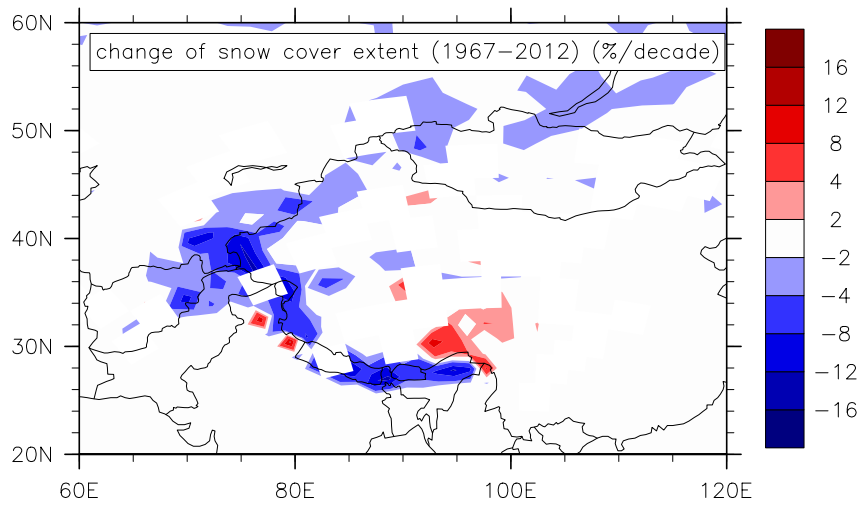 60N
change of snow cover extent (1967−2012) (%/decade)
50N
40N
30N
20N
60E
80E
100E
120E
16
12
8
4
2
−2
−4
−8
−12
−16